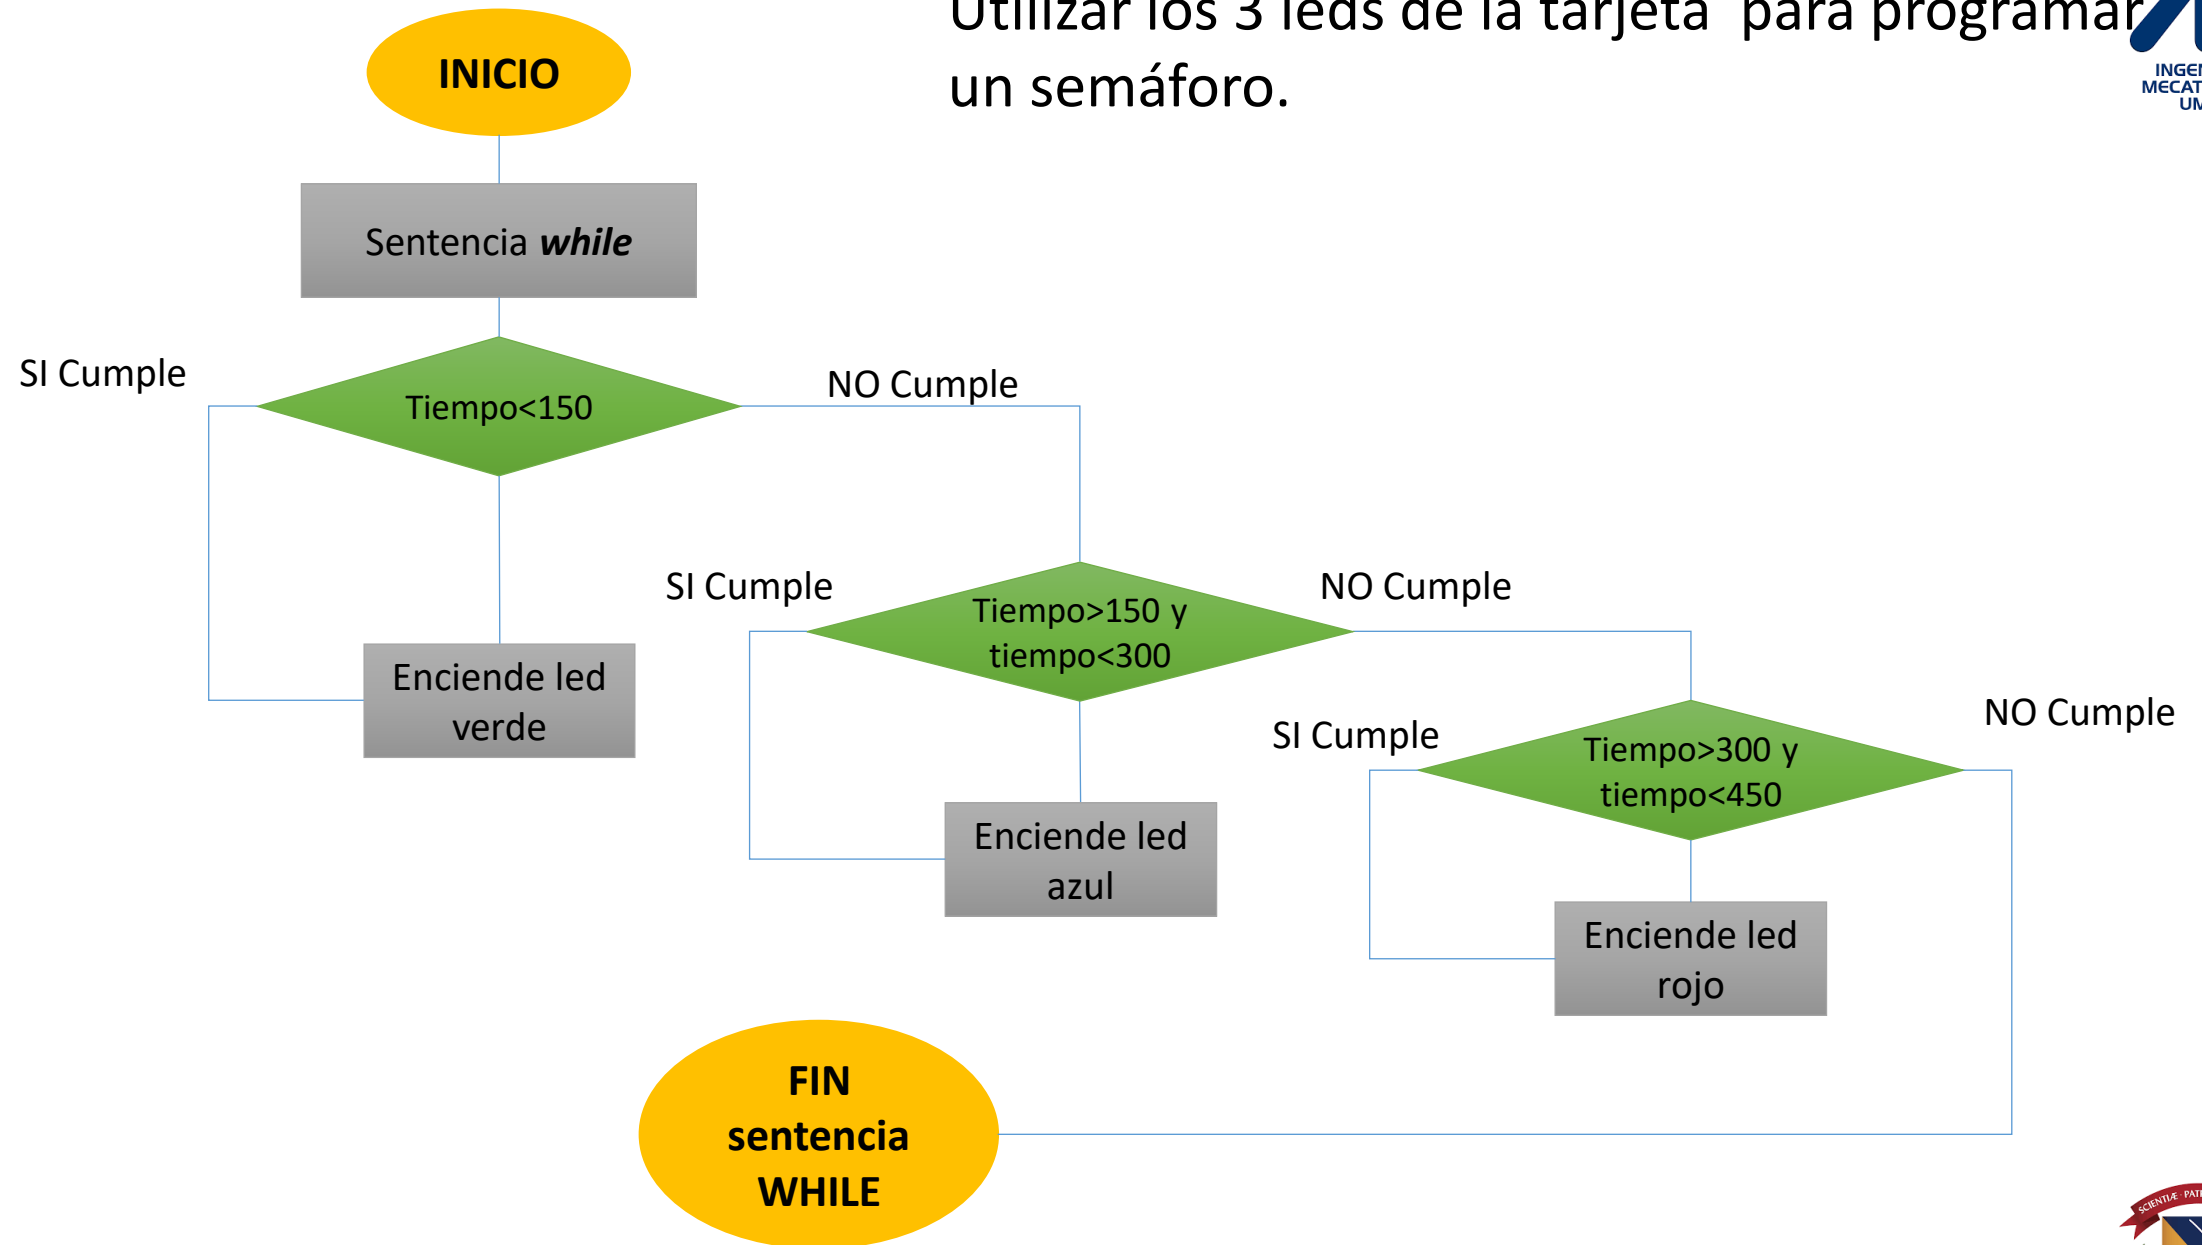 Utilizar los 3 leds de la tarjeta para programar
un semáforo.
INICIO
Sentencia while
SI Cumple
Tiempo<150
NO Cumple
Enciende led
verde
SI Cumple
Tiempo>150 y
tiempo<300
NO Cumple
Enciende led
azul
SI Cumple
Tiempo>300 y
tiempo<450
NO Cumple
Enciende led
rojo
FIN
sentencia
WHILE